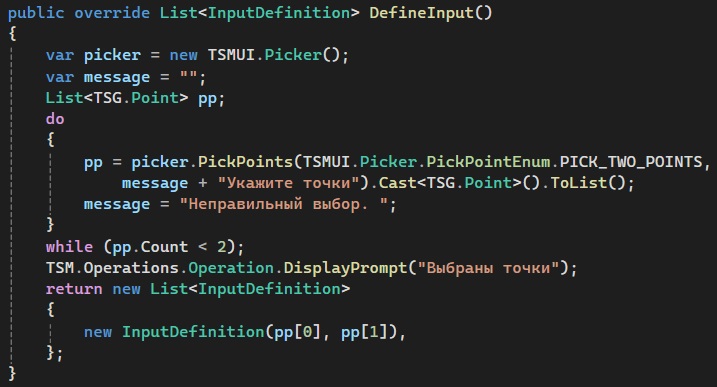 public override List<InputDefinition> DefineInput()
{
    var picker = new TSMUI.Picker();
    var message = "";
    List<TSG.Point> pp;
    do
    {
        pp = picker.PickPoints(TSMUI.Picker.PickPointEnum.PICK_TWO_POINTS,
            message + "Укажите точки").Cast<TSG.Point>().ToList();
        message = "Неправильный выбор. ";
    }
    while (pp.Count < 2);
    TSM.Operations.Operation.DisplayPrompt("Выбраны точки");
    return new List<InputDefinition>
    {
        new InputDefinition(pp[0], pp[1]),
    };
}